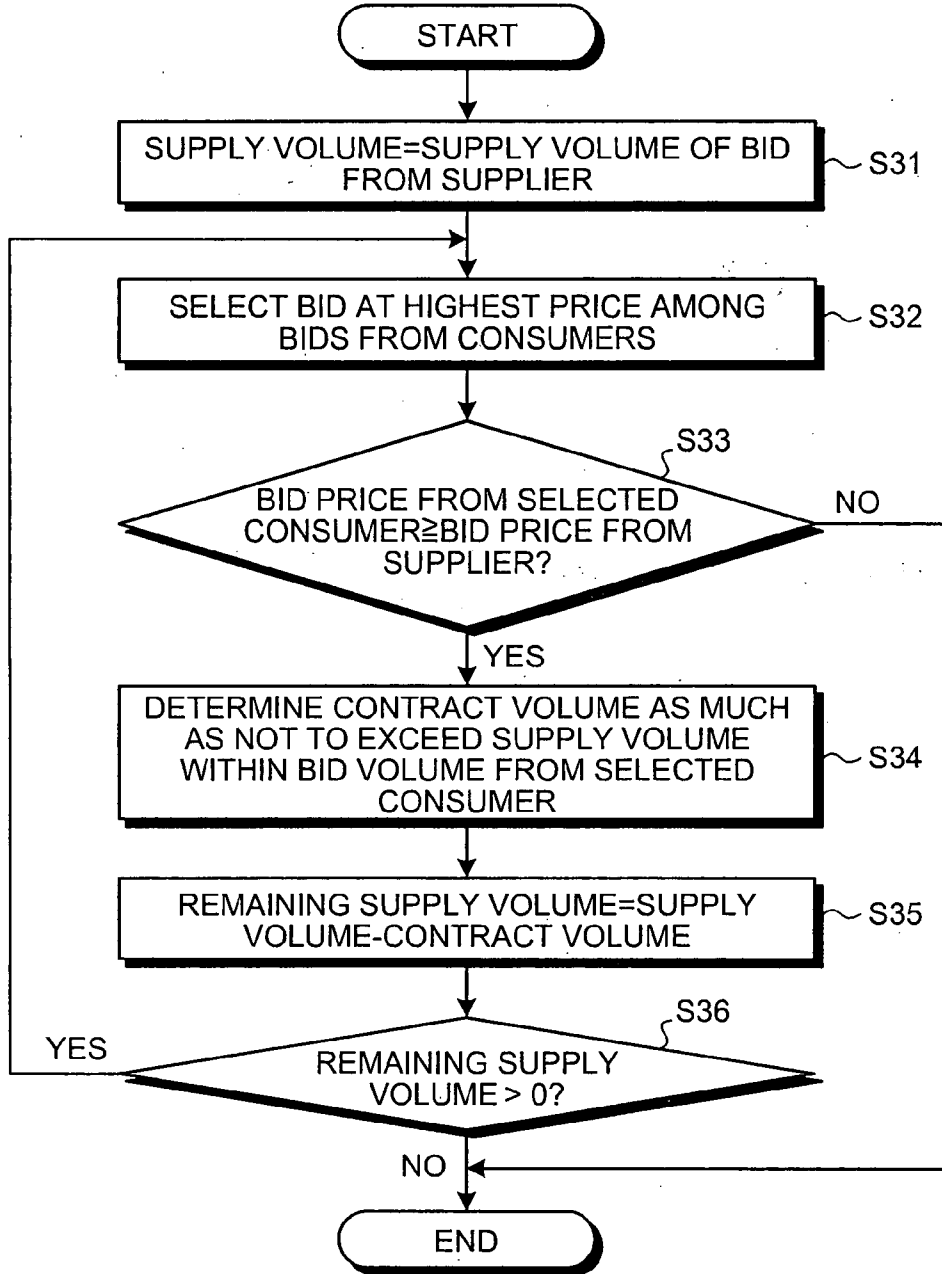 START
SUPPLY VOLUME=SUPPLY VOLUME OF BID
FROM SUPPLIER
S31
SELECT BID AT HIGHEST PRICE AMONG
BIDS FROM CONSUMERS
S32
S33
BID PRICE FROM SELECTED
CONSUMER≧BID PRICE FROM
SUPPLIER?
NO
YES
DETERMINE CONTRACT VOLUME AS MUCH
AS NOT TO EXCEED SUPPLY VOLUME
WITHIN BID VOLUME FROM SELECTED
CONSUMER
S34
REMAINING SUPPLY VOLUME=SUPPLY
VOLUME-CONTRACT VOLUME
S35
S36
YES
REMAINING SUPPLY
VOLUME > 0?
NO
END